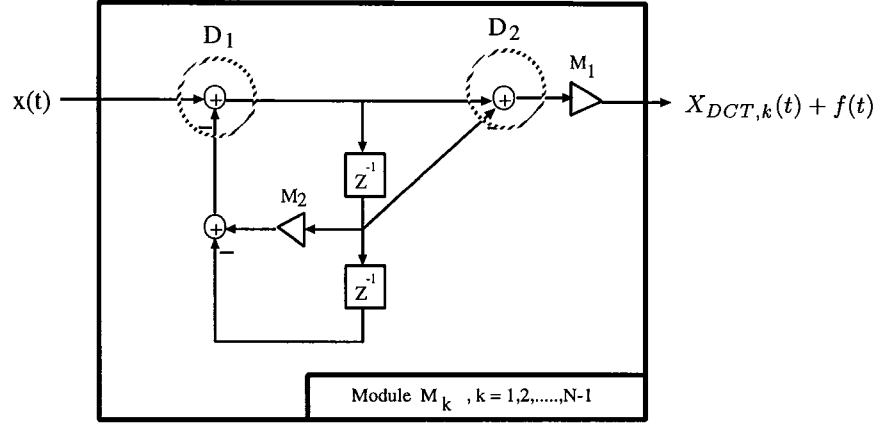 D₁
D₂
M₁
x(t)
+
+
X_{DCT,k}(t) + f(t)
−
−
Z⁻¹
M₂
+
−
Z⁻¹
Module M_k , k = 1,2,.....,N-1